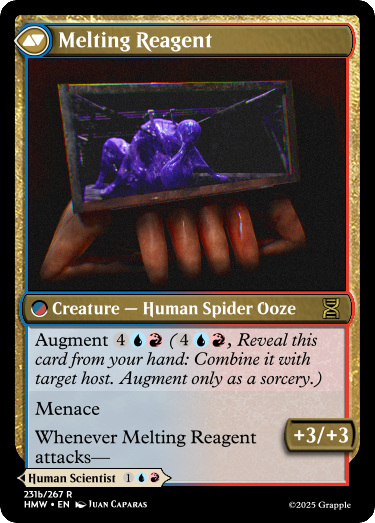 Melting Reagent
Creature — Human Spider Ooze
Augment 4 (4, Reveal this
card from your hand: Combine it with
target host. Augment only as a sorcery.)
Menace
Whenever Melting Reagent
attacks—
+3/+3
Human Scientist 1
231b/267 R
HMW • EN Juan Caparas
©2025 Grapple